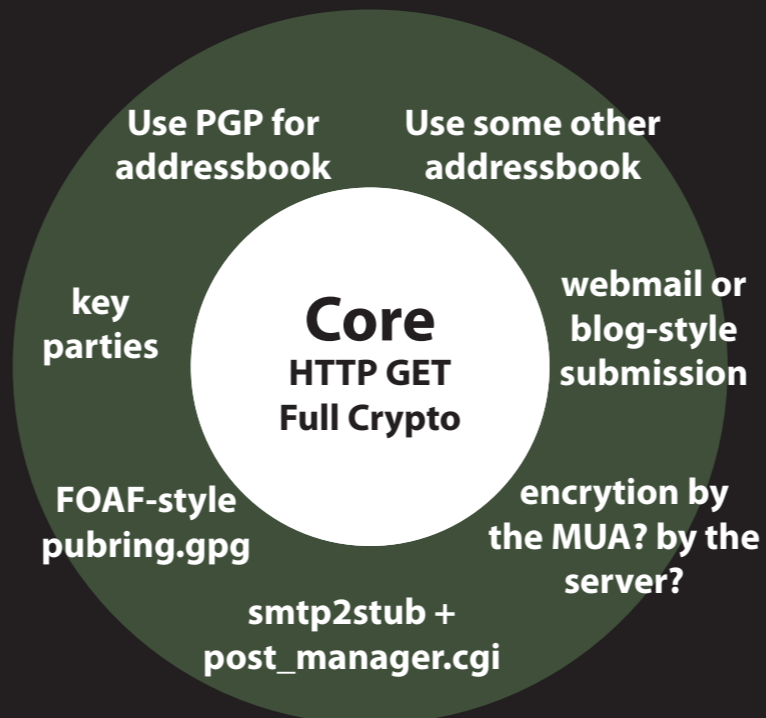 Use PGP for
addressbook
Use some other
addressbook
key
parties
Core
HTTP GET
Full Crypto
webmail or
blog-style
submission
FOAF-style
pubring.gpg
encrytion by
the MUA? by the
server?
smtp2stub +
post_manager.cgi